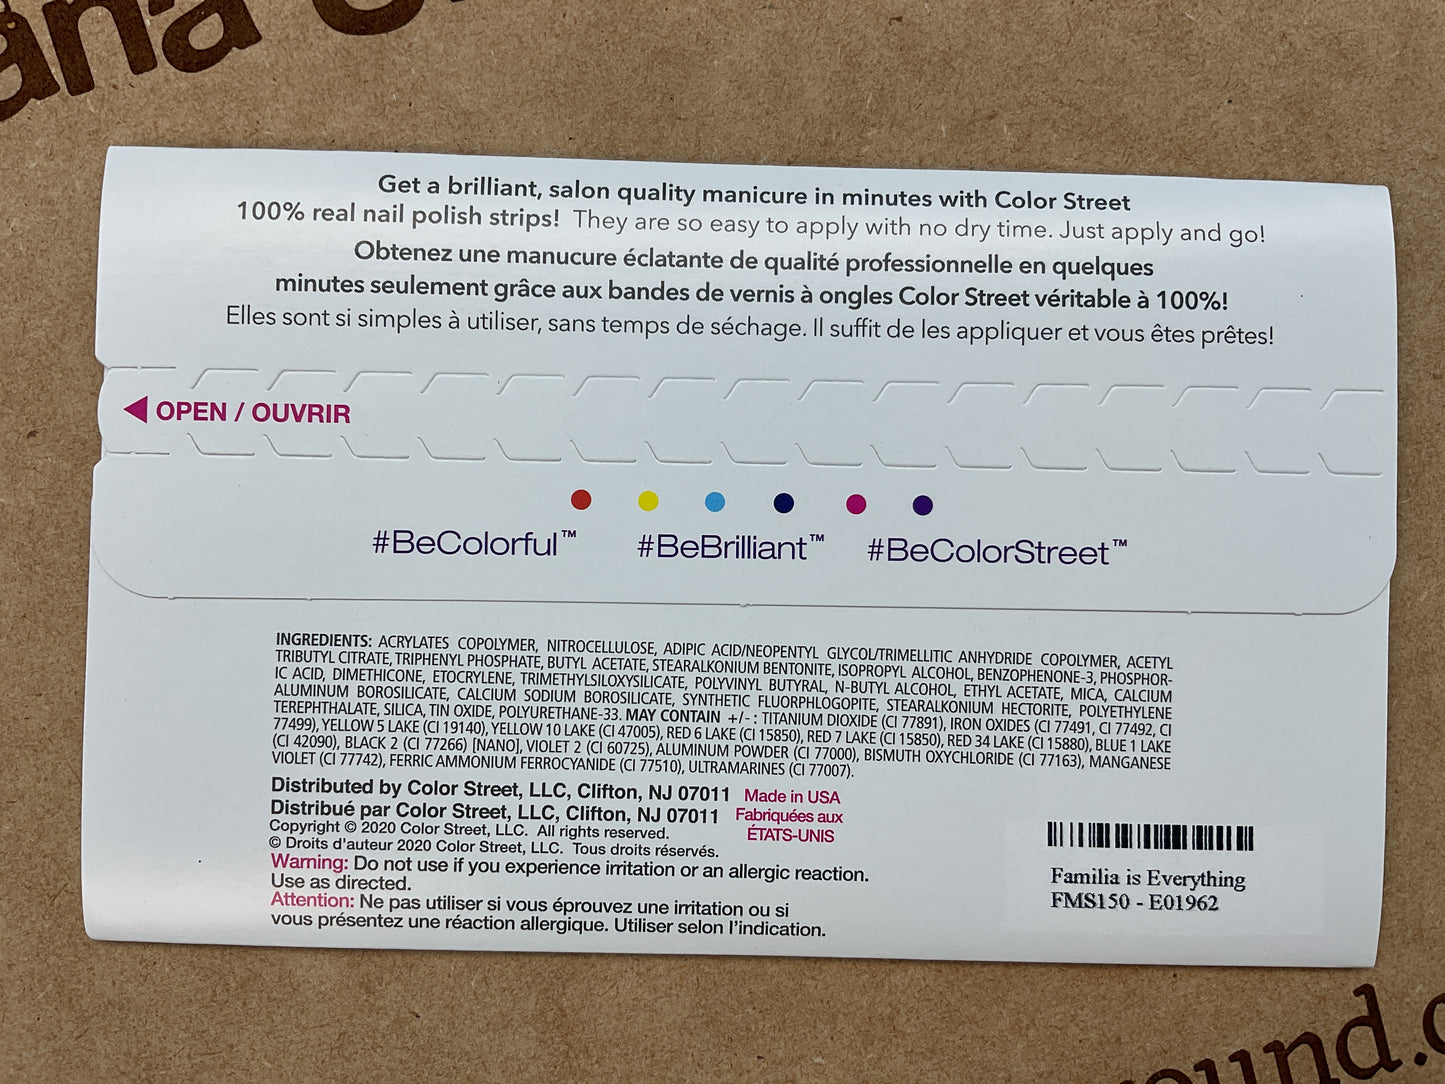 Get a brilliant, salon quality manicure in minutes with Color Street
100% real nail polish strips! They are so easy to apply with no dry time. Just apply and go!
Obtenez une manucure éclatante de qualité professionnelle en quelques
minutes seulement grâce aux bandes de vernis à ongles Color Street véritable à 100%!
Elles sont si simples à utiliser, sans temps de séchage. Il suffit de les appliquer et vous êtes prêtes!
OPEN / OUVRIR
#BeColorful™ #BeBrilliant™ #BeColorStreet™
INGREDIENTS: ACRYLATES COPOLYMER, NITROCELLULOSE, ADIPIC ACID/NEOPENTYL GLYCOL/TRIMELLITIC ANHYDRIDE COPOLYMER, ACETYL
TRIBUTYL CITRATE, TRIPHENYL PHOSPHATE, BUTYL ACETATE, STEARALKONIUM BENTONITE, ISOPROPYL ALCOHOL, BENZOPHENONE-3, PHOSPHOR-
IC ACID, DIMETHICONE, ETOCRYLENE, TRIMETHYLSILOXYSILICATE, POLYVINYL BUTYRAL, N-BUTYL ALCOHOL, ETHYL ACETATE, MICA, CALCIUM
ALUMINUM BOROSILICATE, CALCIUM SODIUM BOROSILICATE, SYNTHETIC FLUORPHLOGOPITE, STEARALKONIUM HECTORITE, POLYETHYLENE
TEREPHTHALATE, SILICA, TIN OXIDE, POLYURETHANE-33. MAY CONTAIN +/- : TITANIUM DIOXIDE (CI 77891), IRON OXIDES (CI 77491, CI 77492, CI
77499), YELLOW 5 LAKE (CI 19140), YELLOW 10 LAKE (CI 47005), RED 6 LAKE (CI 15850), RED 7 LAKE (CI 15850), RED 34 LAKE (CI 15880), BLUE 1 LAKE
(CI 42090), BLACK 2 (CI 77266) [NANO], VIOLET 2 (CI 60725), ALUMINUM POWDER (CI 77000), BISMUTH OXYCHLORIDE (CI 77163), MANGANESE
VIOLET (CI 77742), FERRIC AMMONIUM FERROCYANIDE (CI 77510), ULTRAMARINES (CI 77007).
Distributed by Color Street, LLC, Clifton, NJ 07011
Distribué par Color Street, LLC, Clifton, NJ 07011
Made in USA
Fabriquées aux
ÉTATS-UNIS
Copyright © 2020 Color Street, LLC. All rights reserved.
© Droits d'auteur 2020 Color Street, LLC. Tous droits réservés.
Warning: Do not use if you experience irritation or an allergic reaction.
Use as directed.
Attention: Ne pas utiliser si vous éprouvez une irritation ou si
vous présentez une réaction allergique. Utiliser selon l'indication.
Familia is Everything
FMS150 - E01962